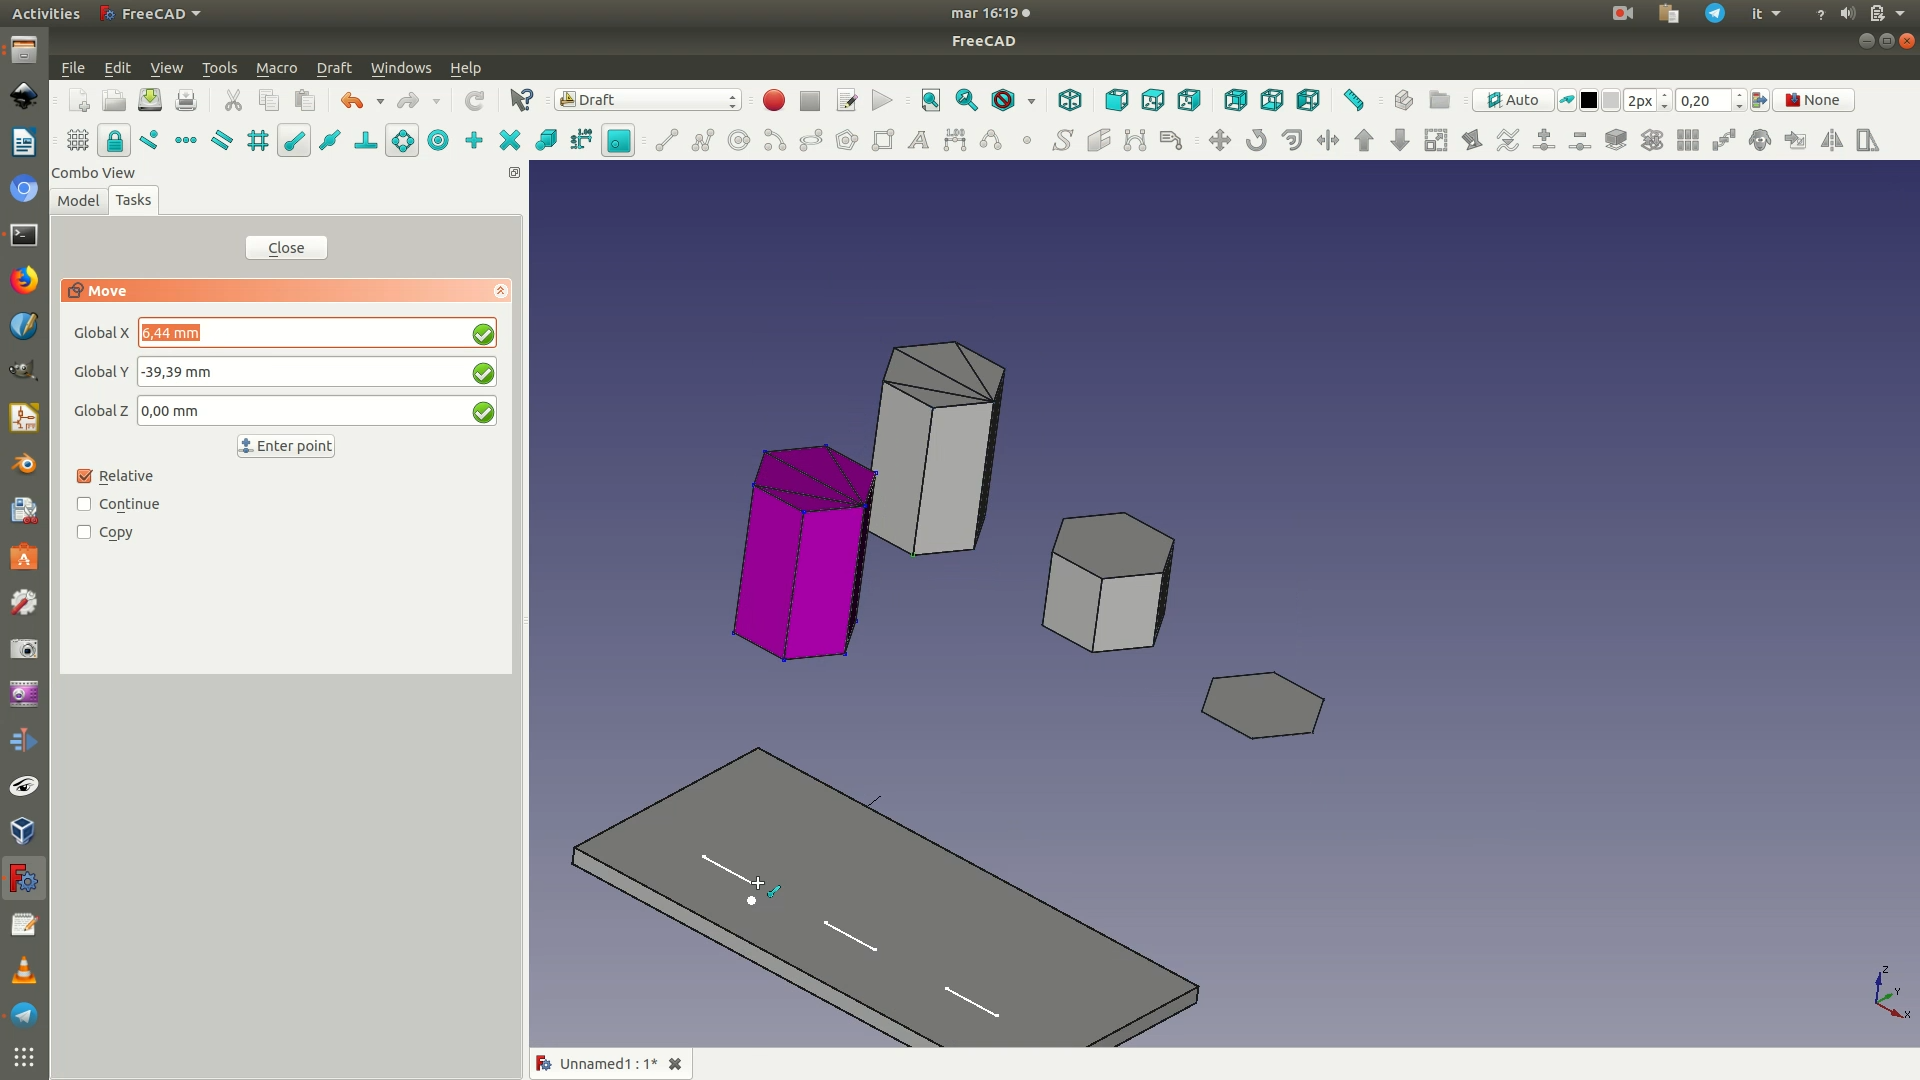 Activities FreeCAD mar 16:19 it ?
FreeCAD
File Edit View Tools Macro Draft Windows Help
Draft Auto 2px 0,20 None
Combo View
Model Tasks
Close
Move
Global X 6,44 mm
Global Y -39,39 mm
Global Z 0,00 mm
Enter point
Relative
Continue
Copy
Z
Y
X
Unnamed1 : 1*